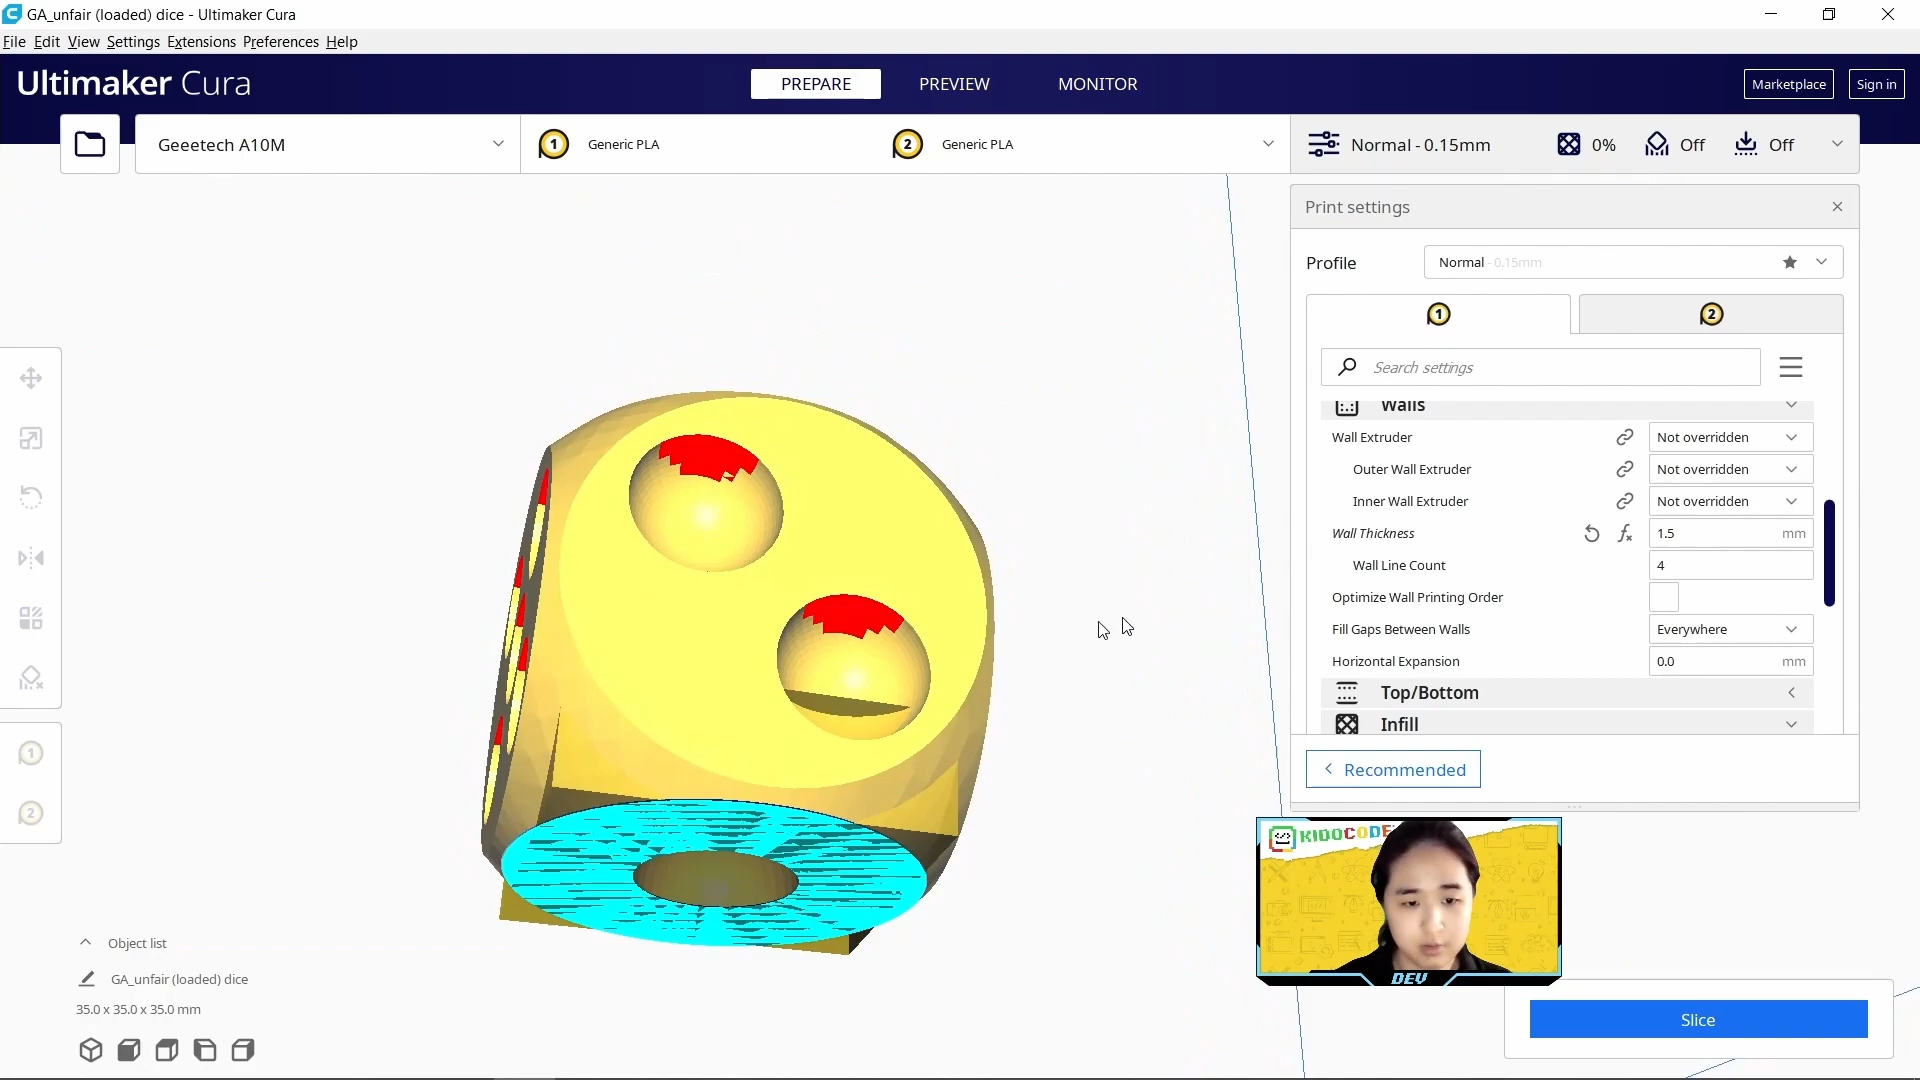 GA_unfair (loaded) dice - Ultimaker Cura
File Edit View Settings Extensions Preferences Help
Ultimaker Cura
PREPARE PREVIEW MONITOR
Marketplace Sign in
Geeetech A10M
1 Generic PLA
2 Generic PLA
Normal - 0.15mm 0% Off Off
Print settings
Profile Normal - 0.15mm
1 2
Search settings
Walls
Wall Extruder Not overridden
Outer Wall Extruder Not overridden
Inner Wall Extruder Not overridden
Wall Thickness 1.5 mm
Wall Line Count 4
Optimize Wall Printing Order
Fill Gaps Between Walls Everywhere
Horizontal Expansion 0.0 mm
Top/Bottom
Infill
Recommended
1
2
KIDOCODE
DEV
Object list
GA_unfair (loaded) dice
35.0 x 35.0 x 35.0 mm
Slice